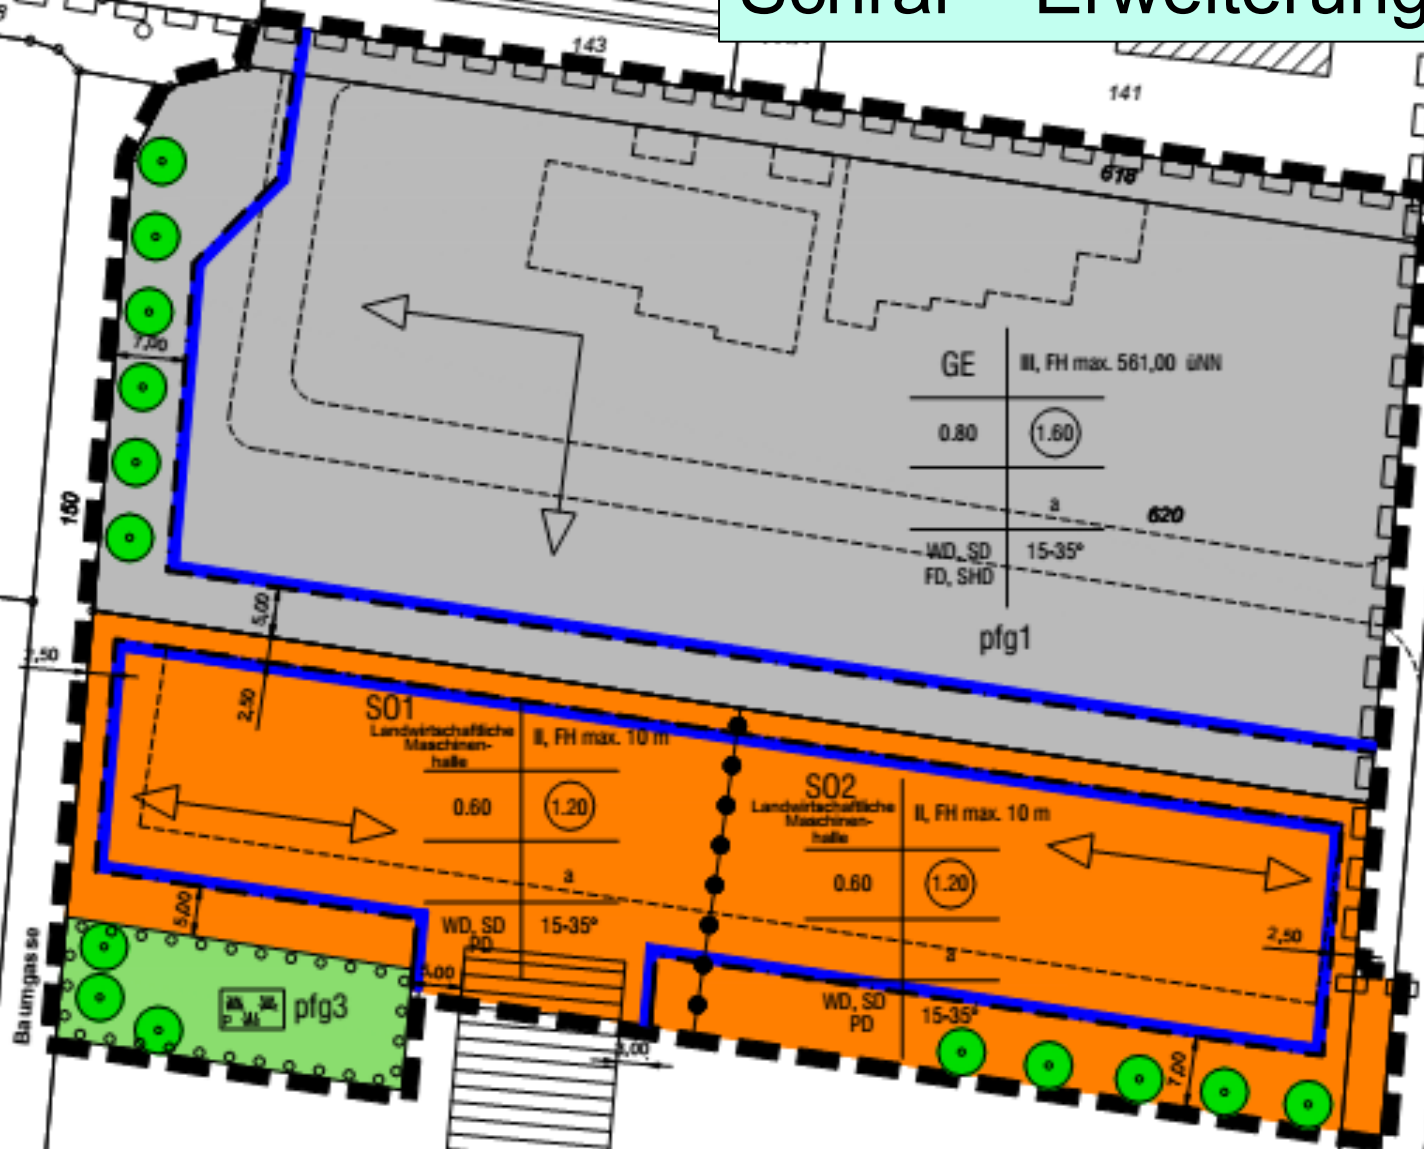 Erweiterung
143
141
618
7,00
GE
III, FH max. 561,00 üNN
0.80
1.60
a
620
WD, SD
FD, SHD
15-35°
pfg1
5,00
2,50
SO1
Landwirtschaftliche
Maschinen-
halle
II, FH max. 10 m
0.60
1.20
a
WD, SD
PD
15-35°
SO2
Landwirtschaftliche
Maschinen-
halle
II, FH max. 10 m
0.60
1.20
a
WD, SD
PD
15-35°
2,50
5,00
7,00
pfg3
Baumgasse